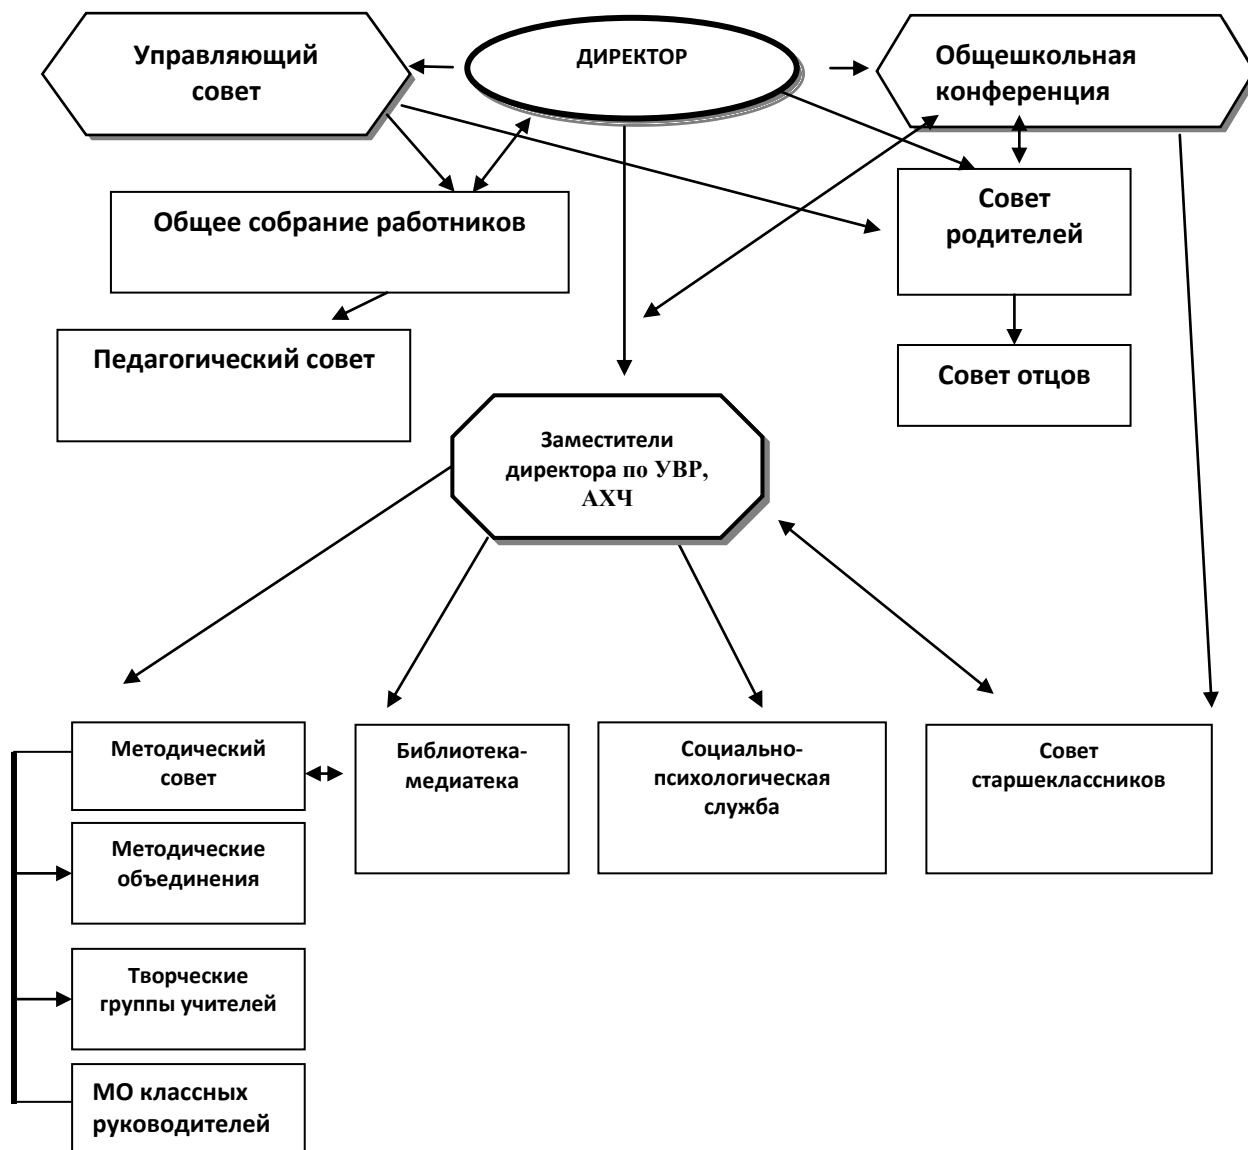 Управляющий
совет
ДИРЕКТОР
Общешкольная
конференция
Общее собрание работников
Совет
родителей
Педагогический совет
Совет отцов
Заместители
директора по УВР,
АХЧ
Методический
совет
Библиотека-
медиатека
Социально-
психологическая
служба
Совет
старшеклассников
Методические
объединения
Творческие
группы учителей
МО классных
руководителей